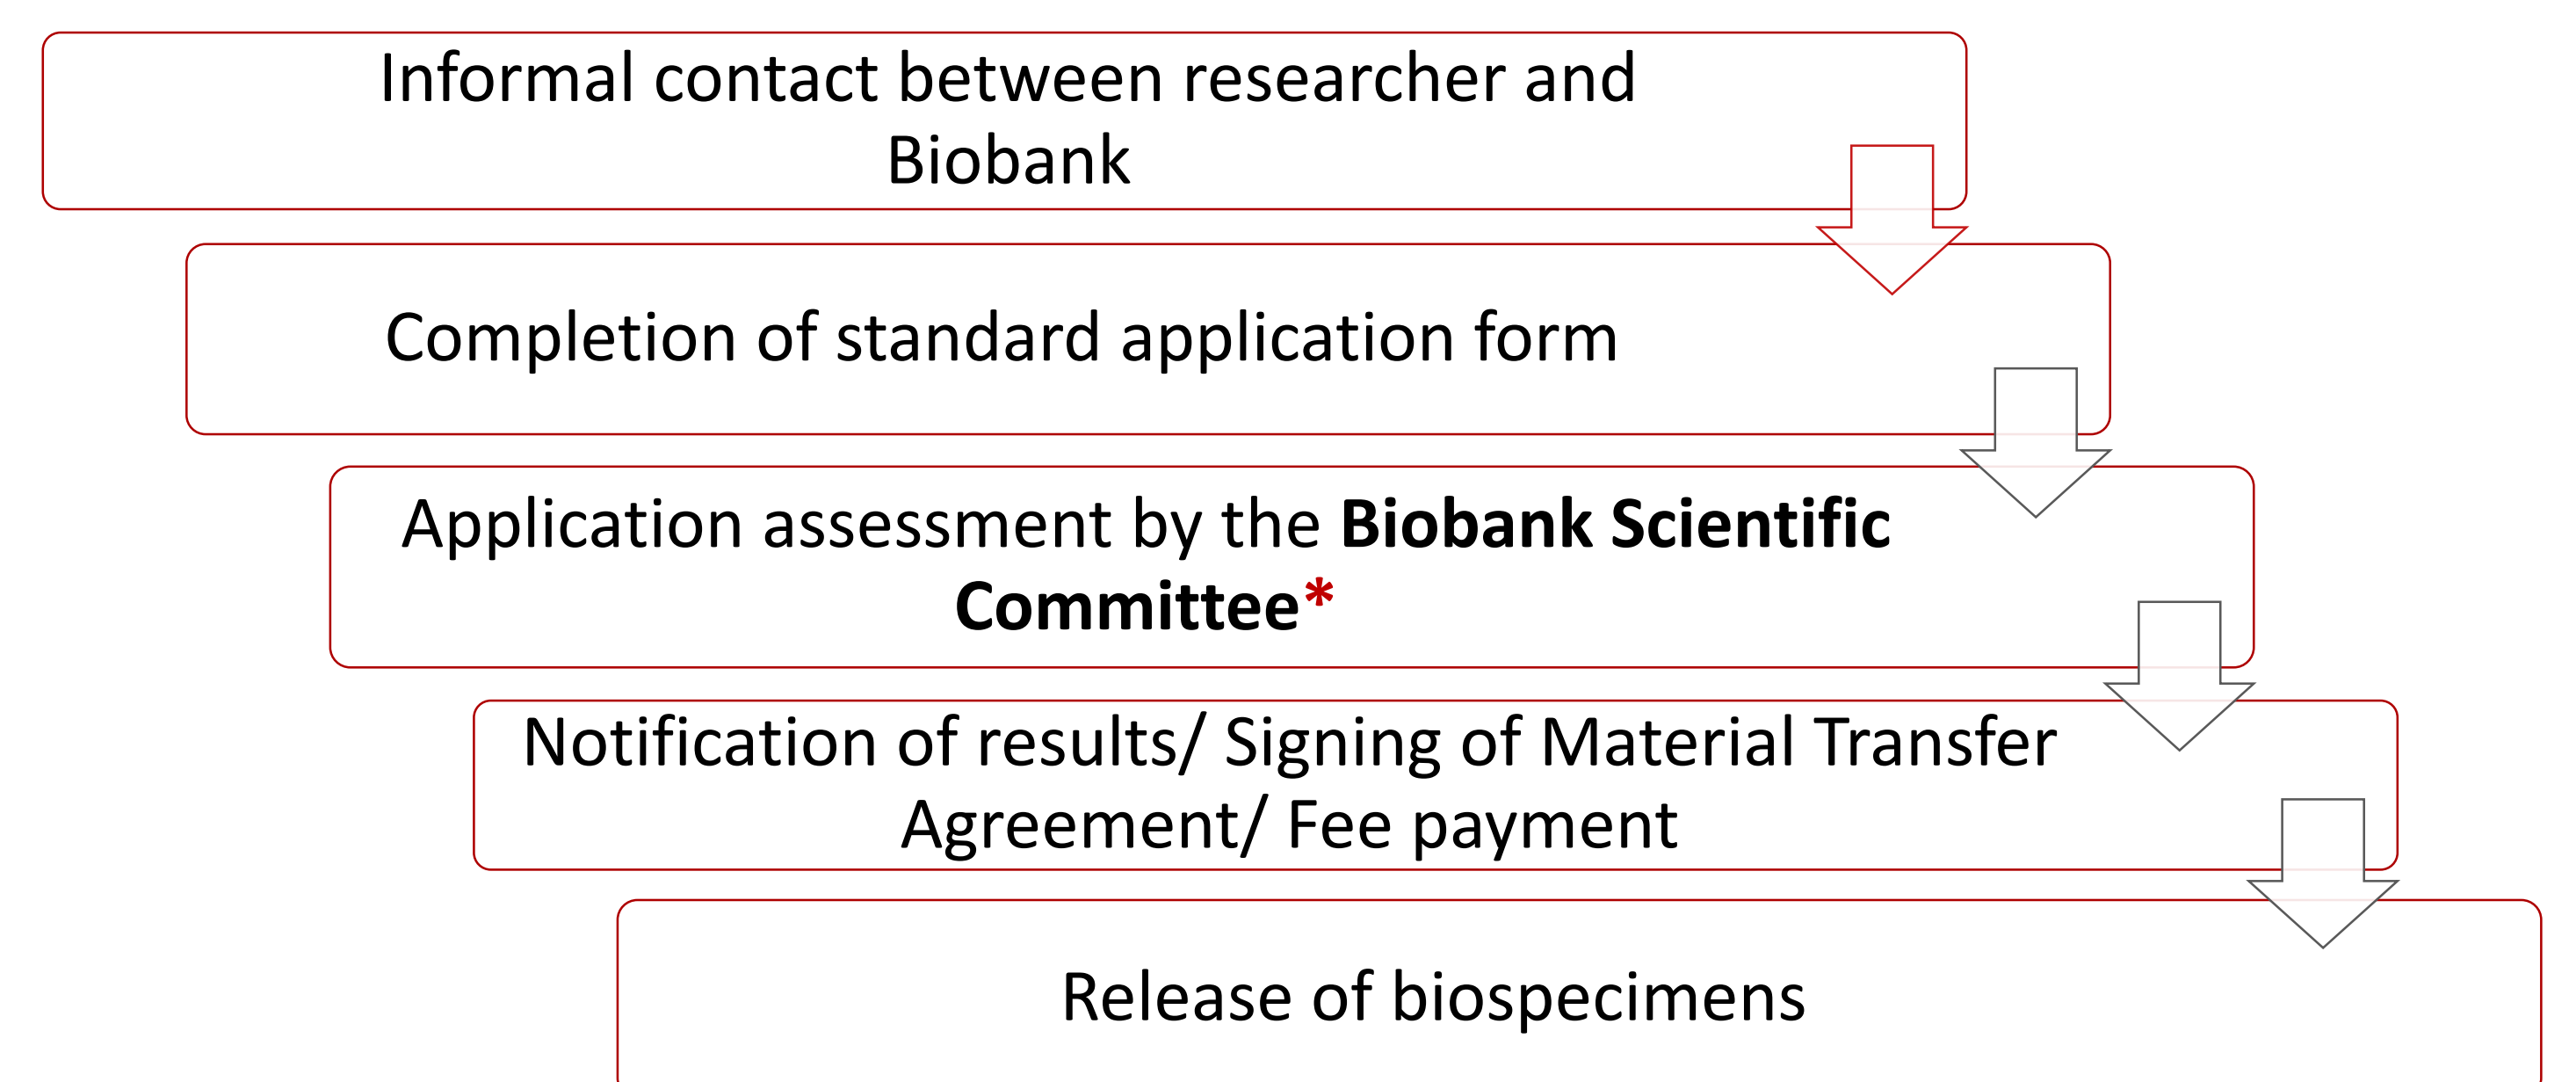 Informal contact between researcher and
Biobank
Completion of standard application form
Application assessment by the Biobank Scientific
Committee*
Notification of results/ Signing of Material Transfer
Agreement/ Fee payment
Release of biospecimens